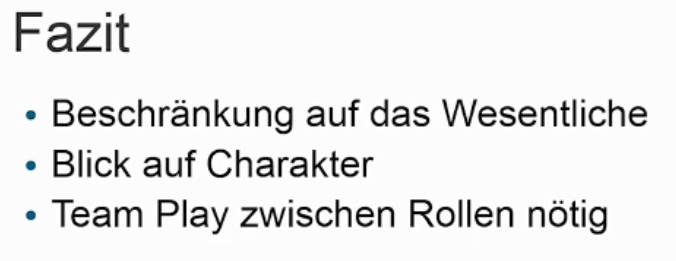 Fazit
• Beschränkung auf das Wesentliche
• Blick auf Charakter
• Team Play zwischen Rollen nötig